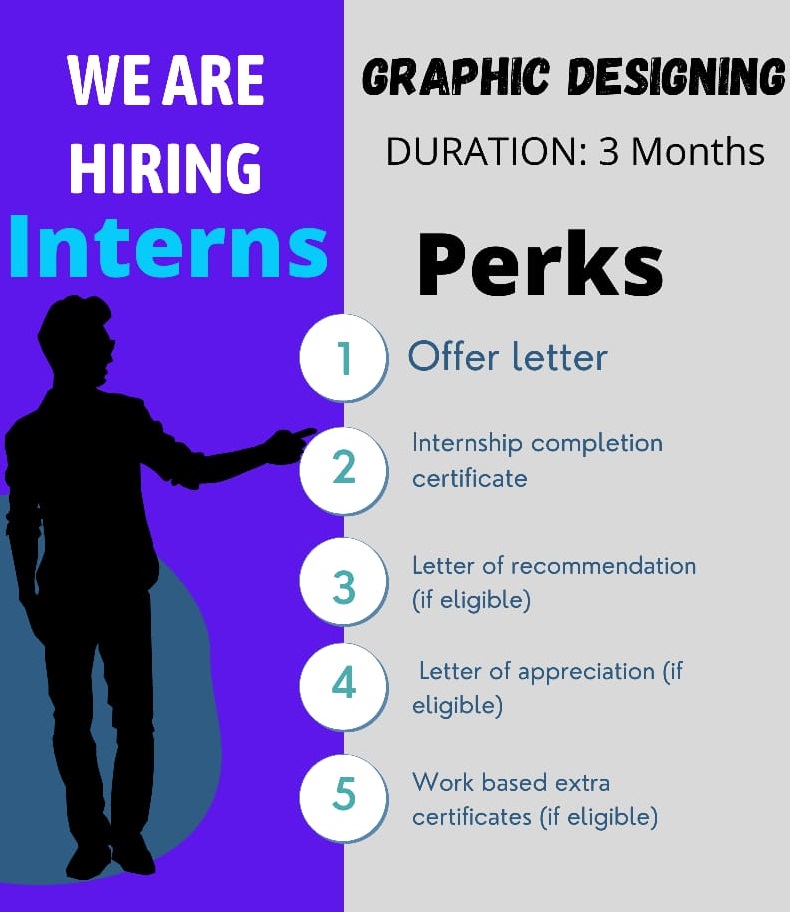 WE ARE
HIRING
Interns
GRAPHIC DESIGNING
DURATION: 3 Months
Perks
1 Offer letter
2 Internship completion
certificate
3 Letter of recommendation
(if eligible)
4 Letter of appreciation (if
eligible)
5 Work based extra
certificates (if eligible)